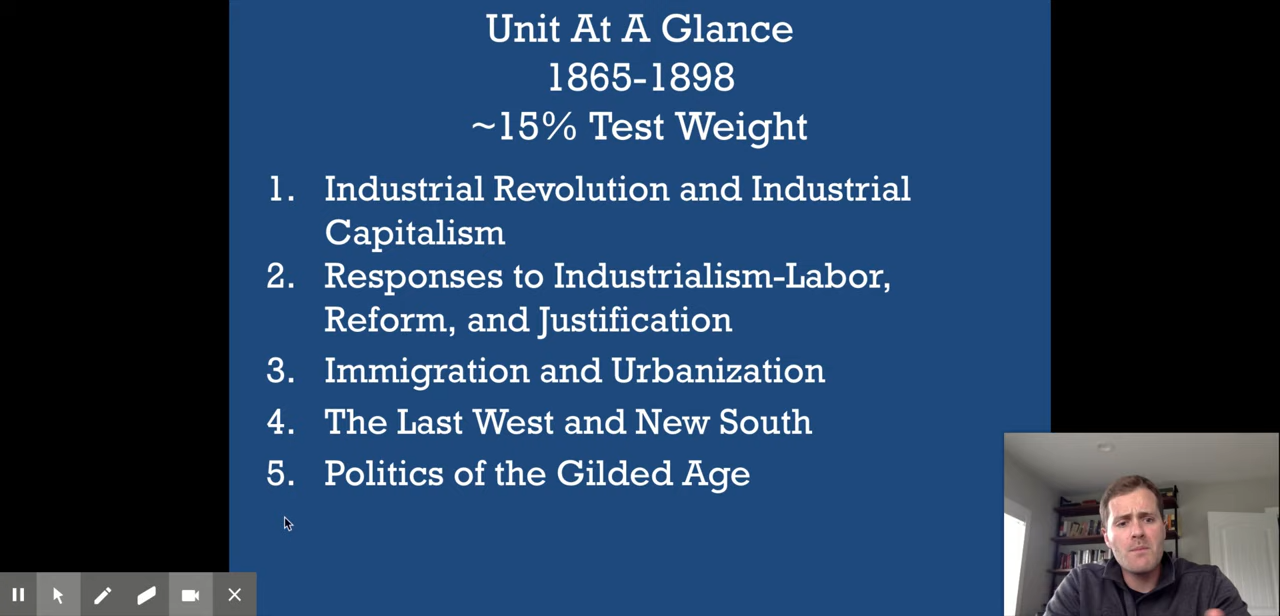 Unit At A Glance
1865-1898
~15% Test Weight
1. Industrial Revolution and Industrial
Capitalism
2. Responses to Industrialism-Labor,
Reform, and Justification
3. Immigration and Urbanization
4. The Last West and New South
5. Politics of the Gilded Age